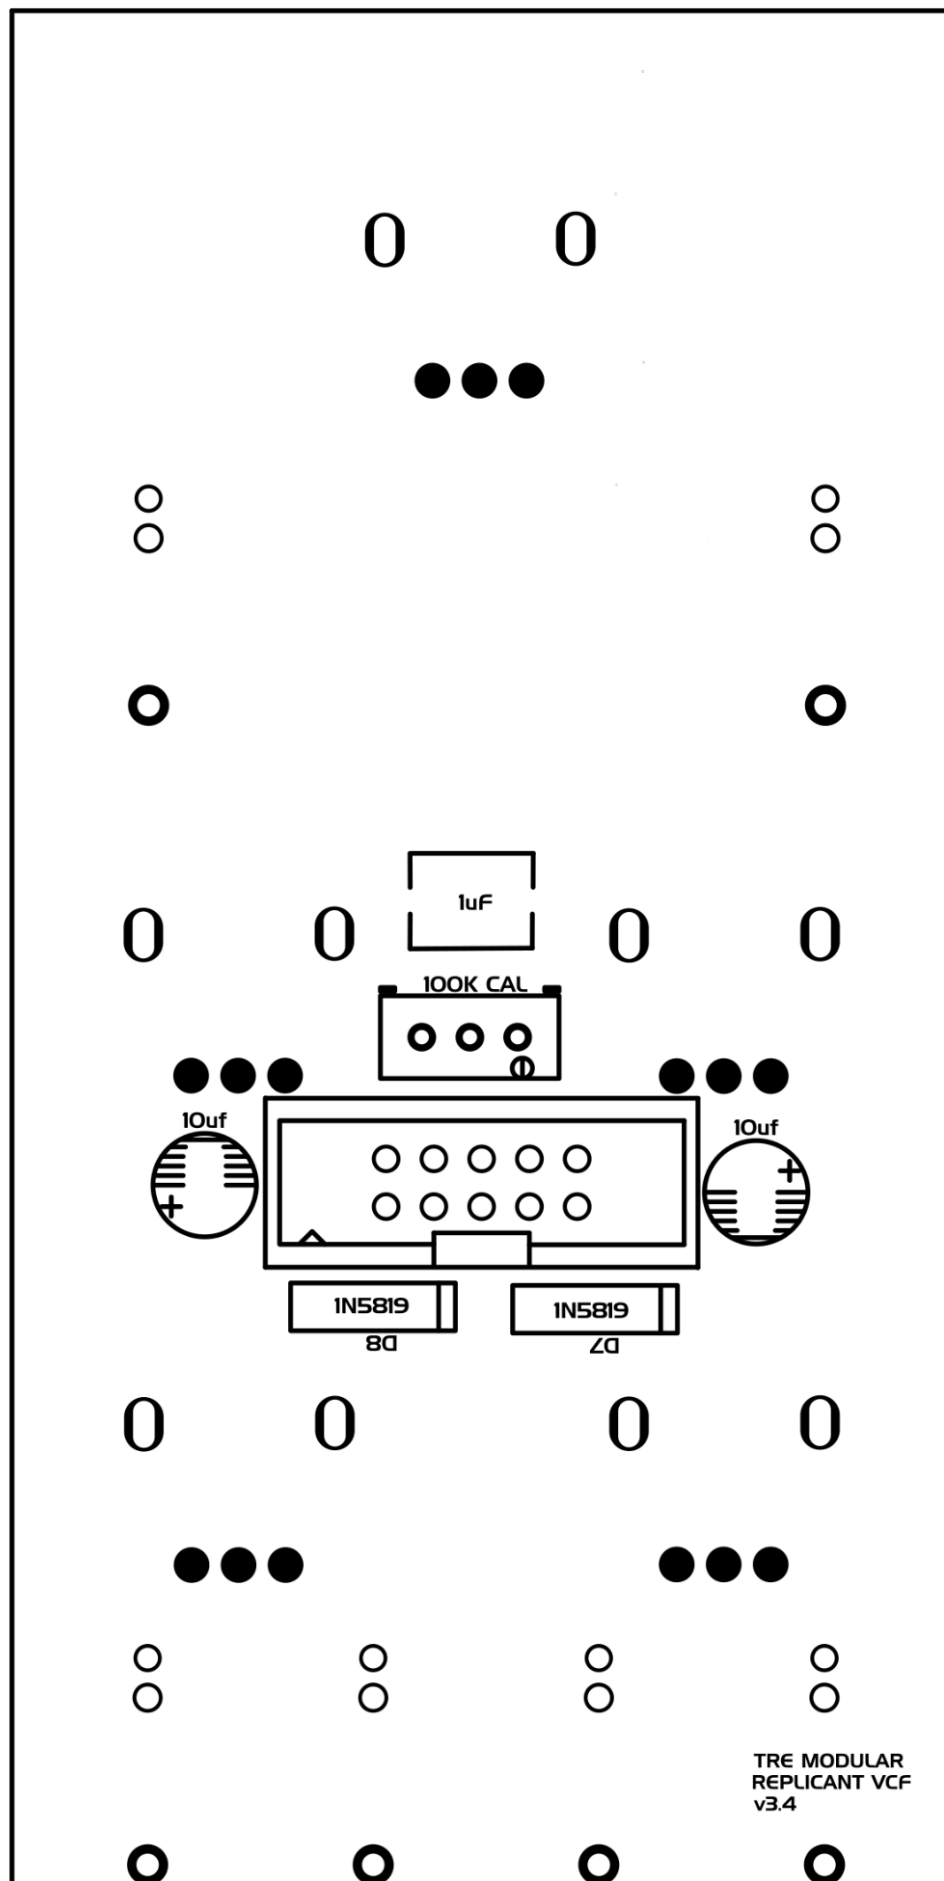 1uF
100K CAL
10uf
10uf
1N5819
1N5819
D8
D7
TRE MODULAR
REPLICANT VCF
v3.4